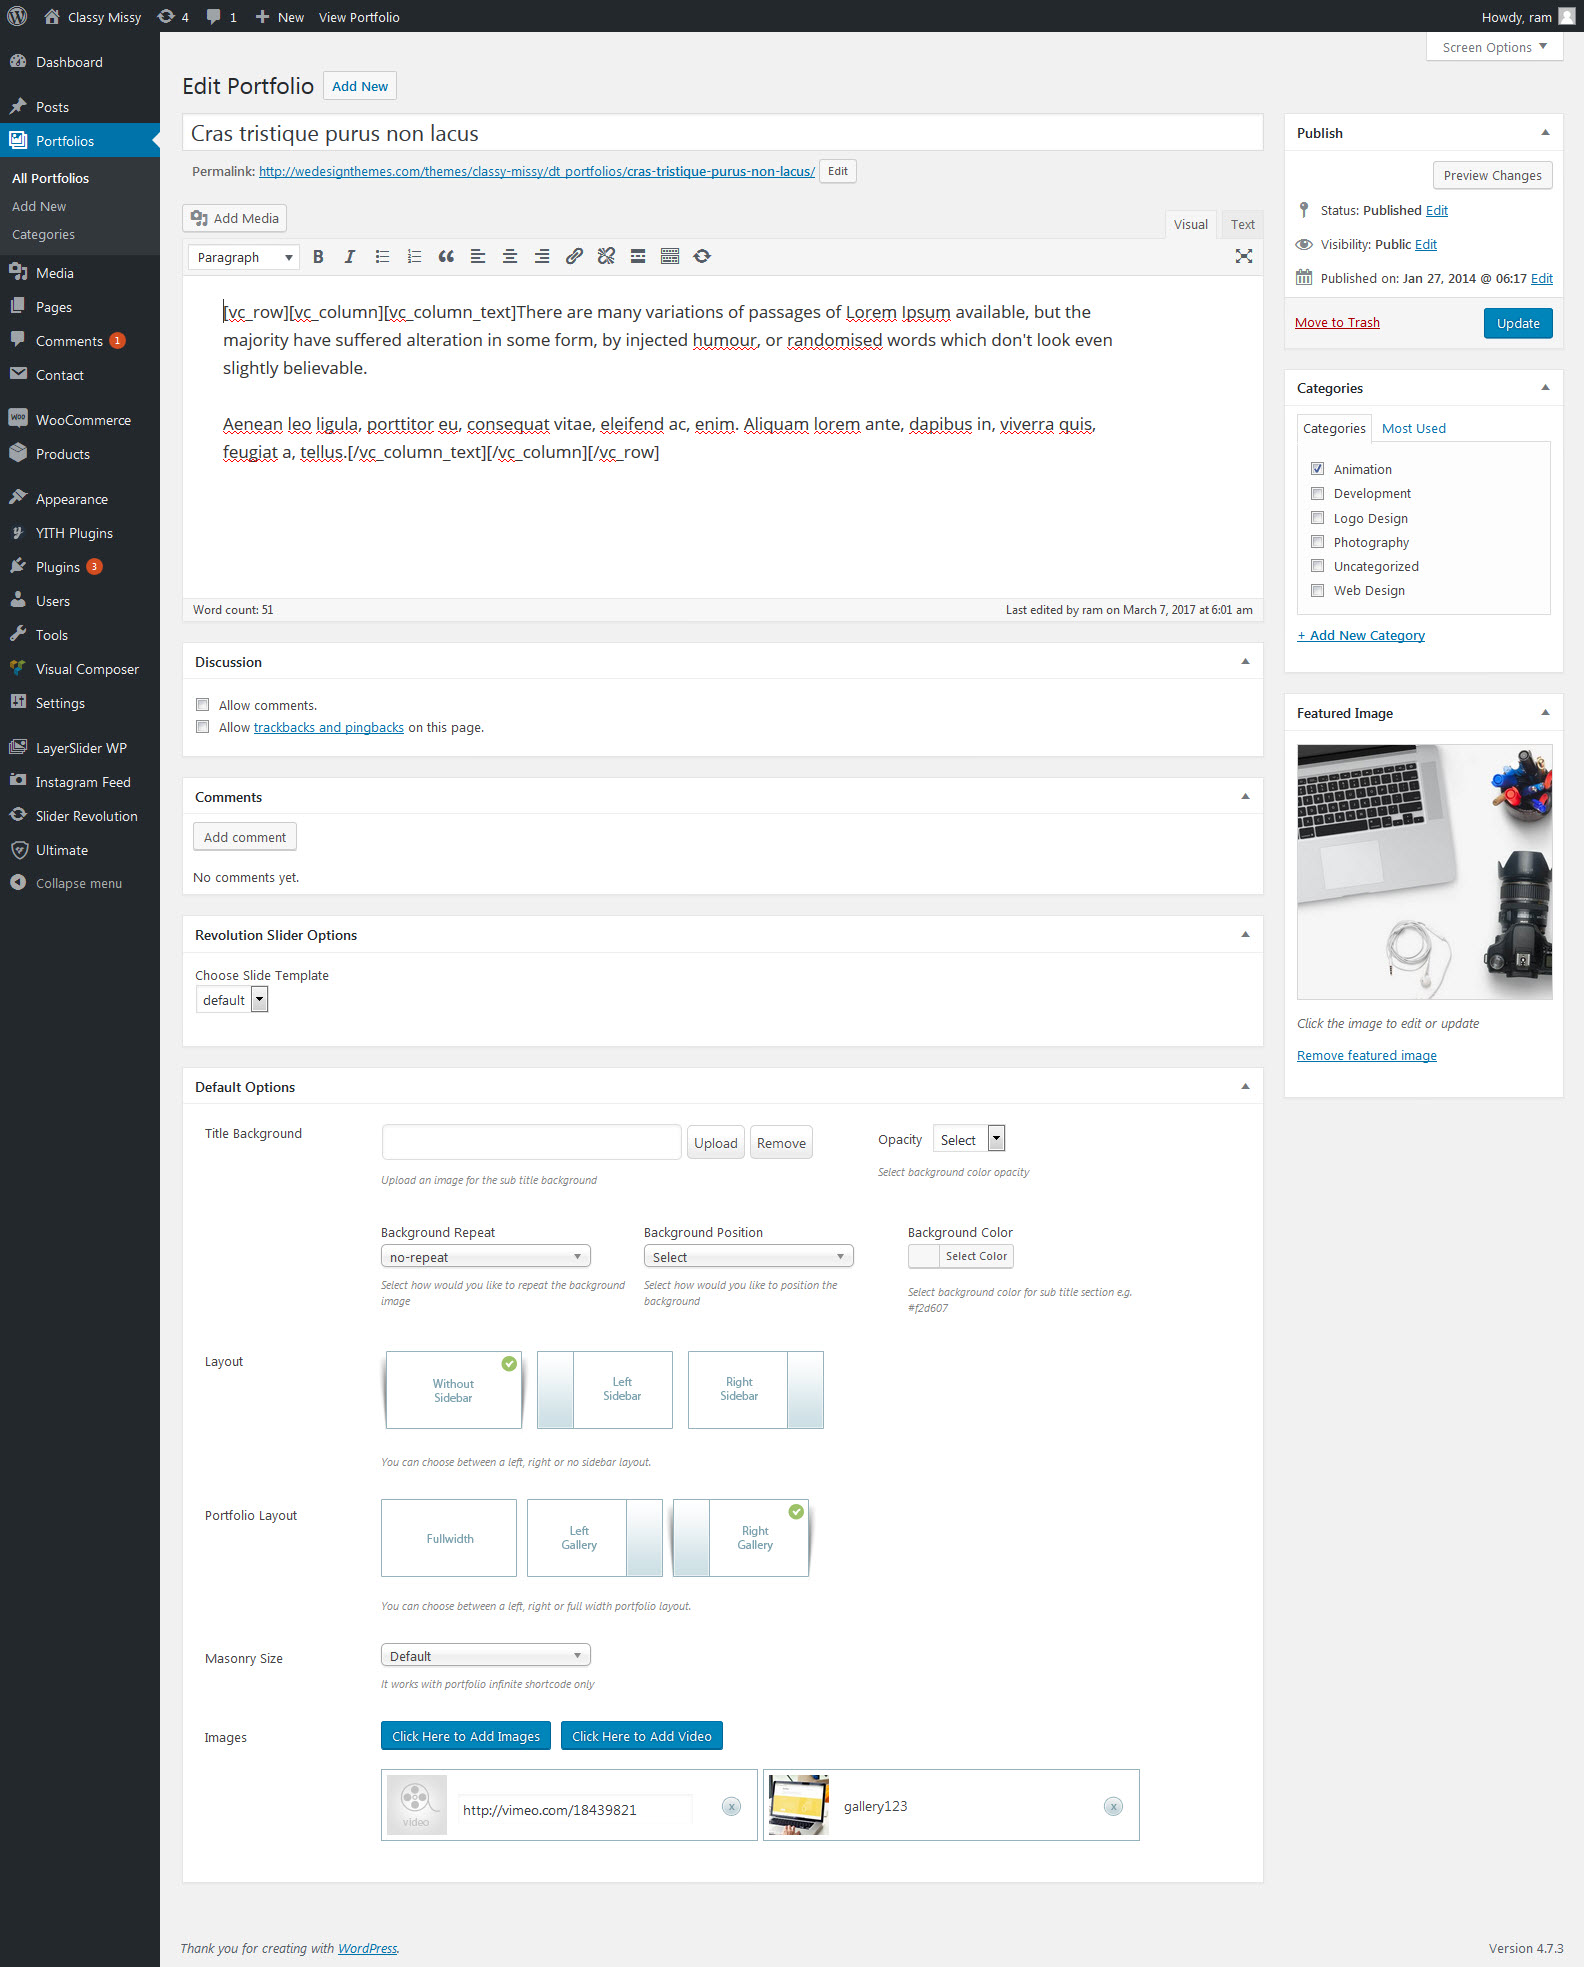 Classy Missy 4 1 New View Portfolio Howdy, ram
Screen Options
Dashboard
Posts
Portfolios
All Portfolios
Add New
Categories
Media
Pages
Comments 1
Contact
WooCommerce
Products
Appearance
YITH Plugins
Plugins 3
Users
Tools
Visual Composer
Settings
LayerSlider WP
Instagram Feed
Slider Revolution
Ultimate
Collapse menu
Edit Portfolio Add New
Cras tristique purus non lacus
Permalink: http://wedesignthemes.com/themes/classy-missy/dt_portfolios/cras-tristique-purus-non-lacus/ Edit
Add Media
Visual Text
Paragraph
[vc_row][vc_column][vc_column_text]There are many variations of passages of Lorem Ipsum available, but the
majority have suffered alteration in some form, by injected humour, or randomised words which don't look even
slightly believable.
Aenean leo ligula, porttitor eu, consequat vitae, eleifend ac, enim. Aliquam lorem ante, dapibus in, viverra quis,
feugiat a, tellus.[/vc_column_text][/vc_column][/vc_row]
Word count: 51 Last edited by ram on March 7, 2017 at 6:01 am
Discussion
Allow comments.
Allow trackbacks and pingbacks on this page.
Comments
Add comment
No comments yet.
Revolution Slider Options
Choose Slide Template
default
Default Options
Title Background Upload Remove Opacity Select
Upload an image for the sub title background
Select background color opacity
Background Repeat
no-repeat
Select how would you like to repeat the background
image
Background Position
Select
Select how would you like to position the
background
Background Color
Select Color
Select background color for sub title section e.g.
#f2d607
Layout
Without
Sidebar
Left
Sidebar
Right
Sidebar
You can choose between a left, right or no sidebar layout.
Portfolio Layout
Fullwidth
Left
Gallery
Right
Gallery
You can choose between a left, right or full width portfolio layout.
Masonry Size Default
It works with portfolio infinite shortcode only
Images Click Here to Add Images Click Here to Add Video
video
http://vimeo.com/18439821 x
gallery123 x
Publish
Preview Changes
Status: Published Edit
Visibility: Public Edit
Published on: Jan 27, 2014 @ 06:17 Edit
Move to Trash Update
Categories
Categories Most Used
Animation
Development
Logo Design
Photography
Uncategorized
Web Design
+ Add New Category
Featured Image
Click the image to edit or update
Remove featured image
Thank you for creating with WordPress. Version 4.7.3